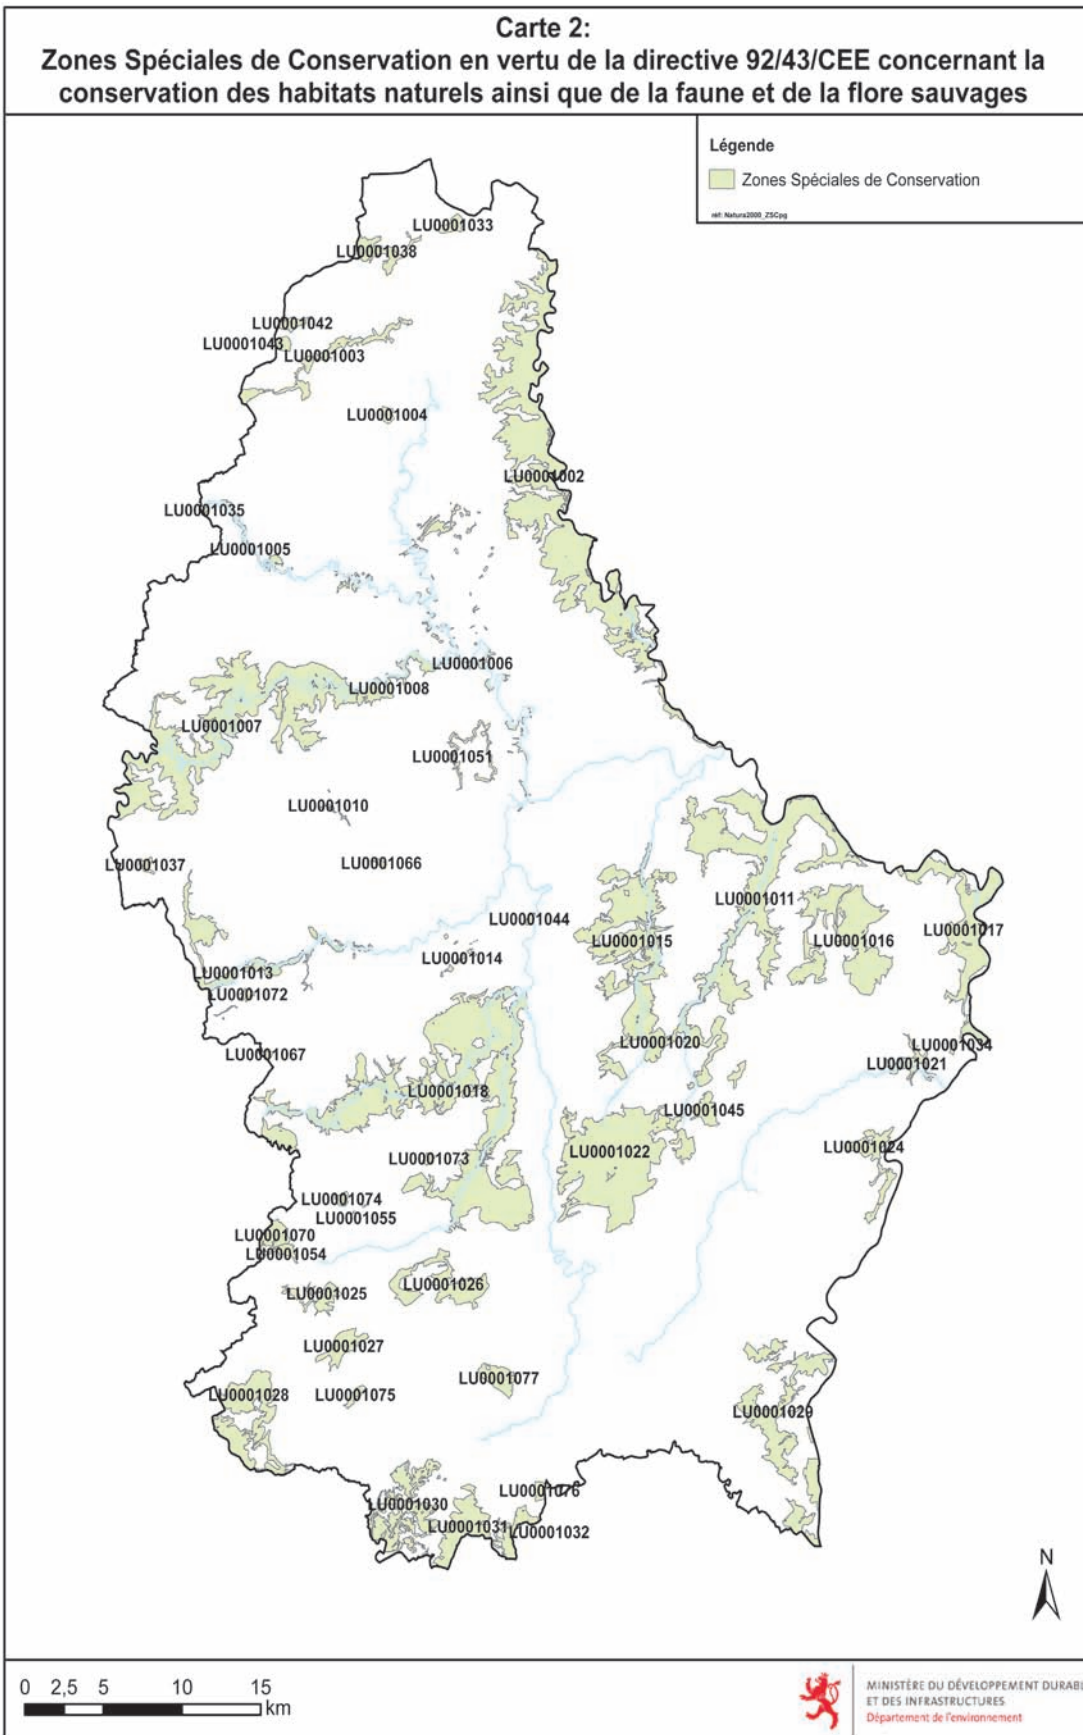 Carte 2:
Zones Spéciales de Conservation en vertu de la directive 92/43/CEE concernant la
conservation des habitats naturels ainsi que de la faune et de la flore sauvages
Légende
Zones Spéciales de Conservation
réf: Natura2000_ZSCpg
LU0001033
LU0001038
LU0001042
LU0001043
LU0001003
LU0001004
LU0001002
LU0001035
LU0001005
LU0001006
LU0001008
LU0001007
LU0001051
LU0001010
LU0001037
LU0001066
LU0001011
LU0001044
LU0001015
LU0001016
LU0001017
LU0001014
LU0001013
LU0001072
LU0001020
LU0001034
LU0001067
LU0001021
LU0001018
LU0001045
LU0001024
LU0001022
LU0001073
LU0001074
LU0001055
LU0001070
LU0001054
LU0001026
LU0001025
LU0001027
LU0001077
LU0001028
LU0001075
LU0001029
LU0001076
LU0001030
LU0001031
LU0001032
N
0 2,5 5 10 15
km
MINISTÈRE DU DÉVELOPPEMENT DURABL
ET DES INFRASTRUCTURES
Département de l'environnement